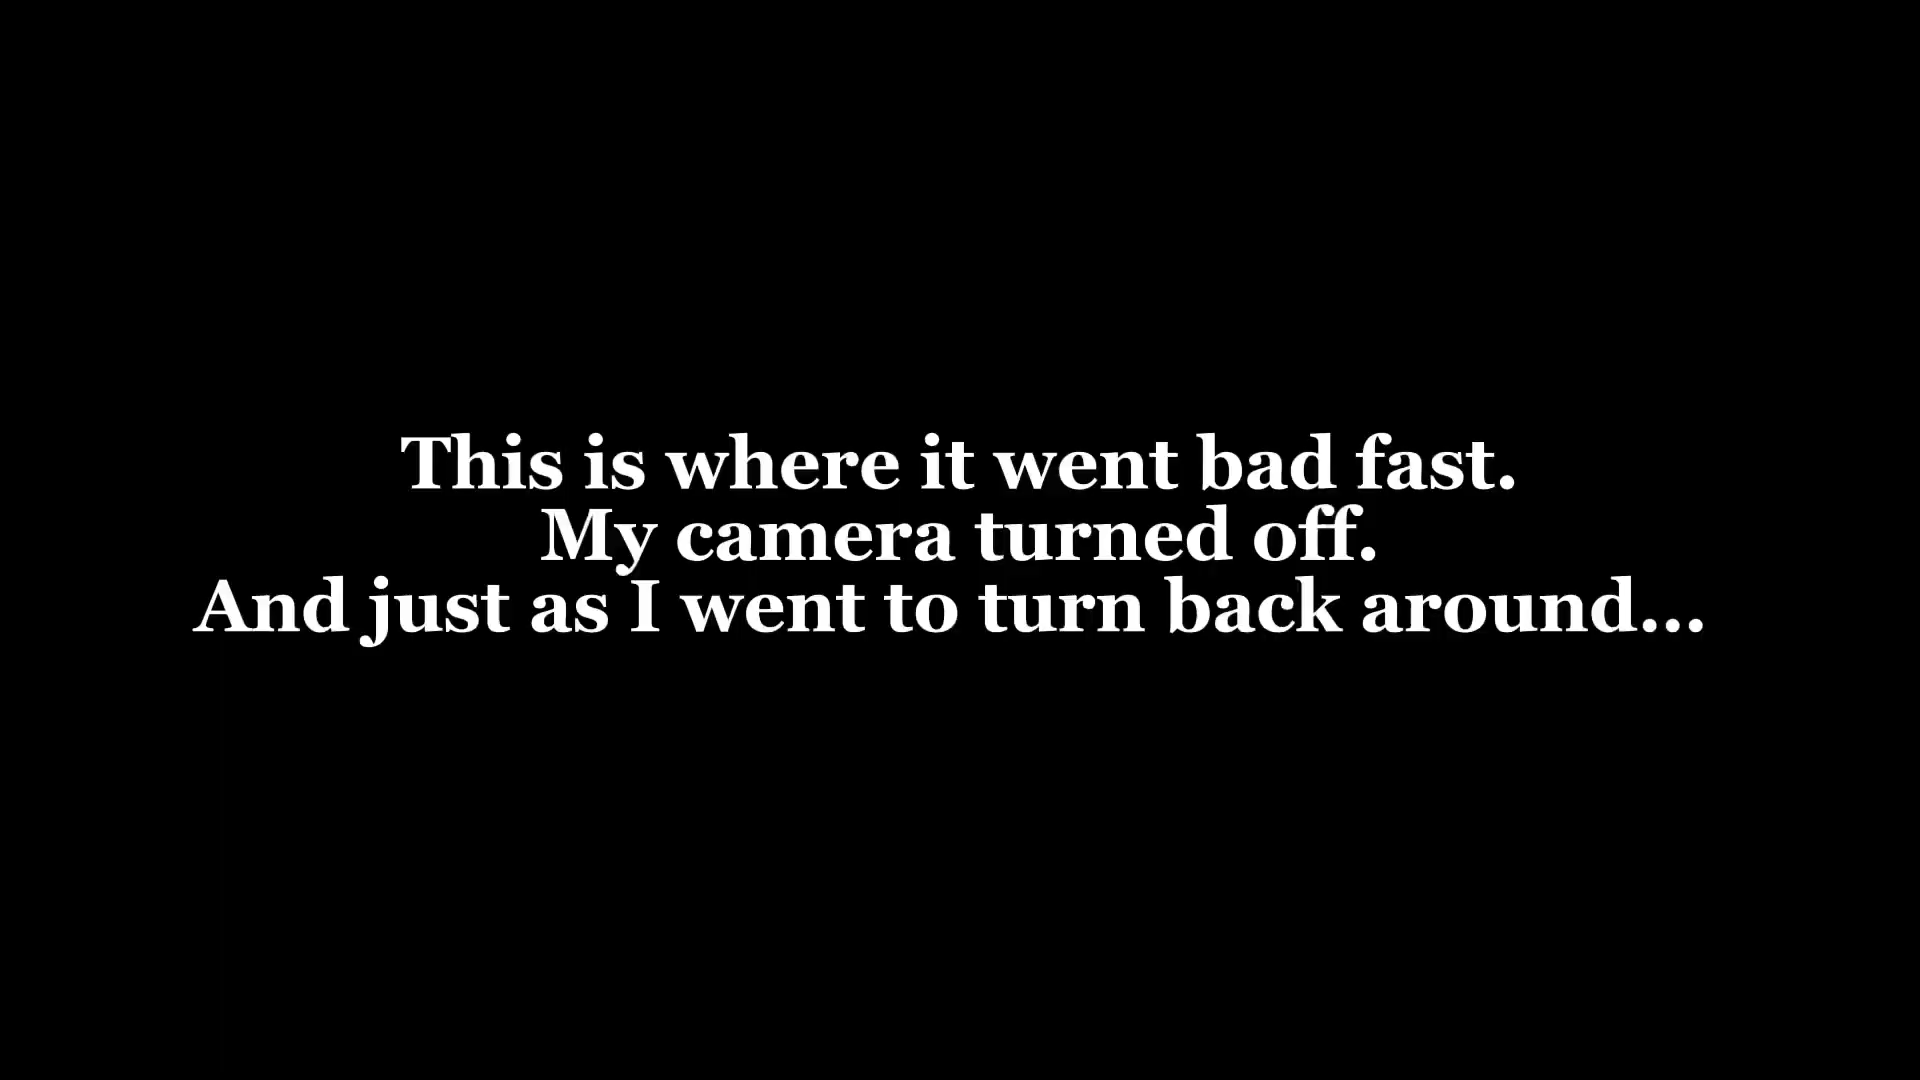 This is where it went bad fast.
My camera turned off.
And just as I went to turn back around...